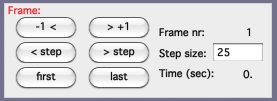 Frame:
-1 < > +1 Frame nr: 1
< step > step Step size: 25
first last Time (sec): 0.